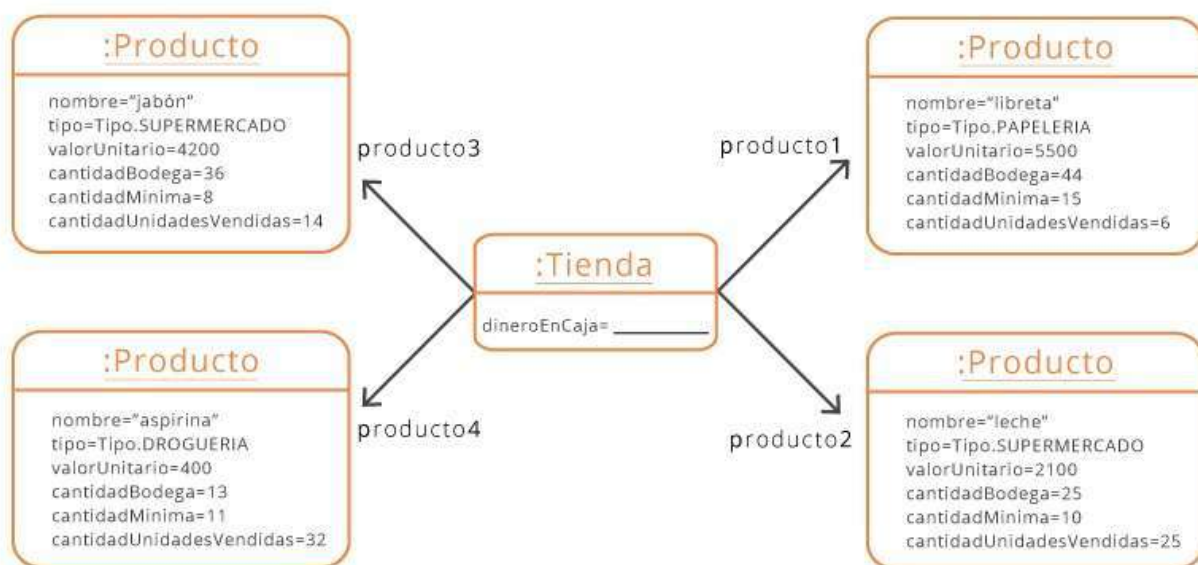 :Producto
nombre="jabón"
tipo=Tipo.SUPERMERCADO
valorUnitario=4200
cantidadBodega=36
cantidadMínima=8
cantidadUnidadesVendidas=14
:Producto
nombre="libreta"
tipo=Tipo.PAPELERIA
valorUnitario=5500
cantidadBodega=44
cantidadMínima=15
cantidadUnidadesVendidas=6
producto3
producto1
:Tienda
dineroEnCaja=
producto4
producto2
:Producto
nombre="aspirina"
tipo=Tipo.DROGUERIA
valorUnitario=400
cantidadBodega=13
cantidadMinima=11
cantidadUnidadesVendidas=32
:Producto
nombre="leche"
tipo=Tipo.SUPERMERCADO
valorUnitario=2100
cantidadBodega=25
cantidadMinima=10
cantidadUnidadesVendidas=25